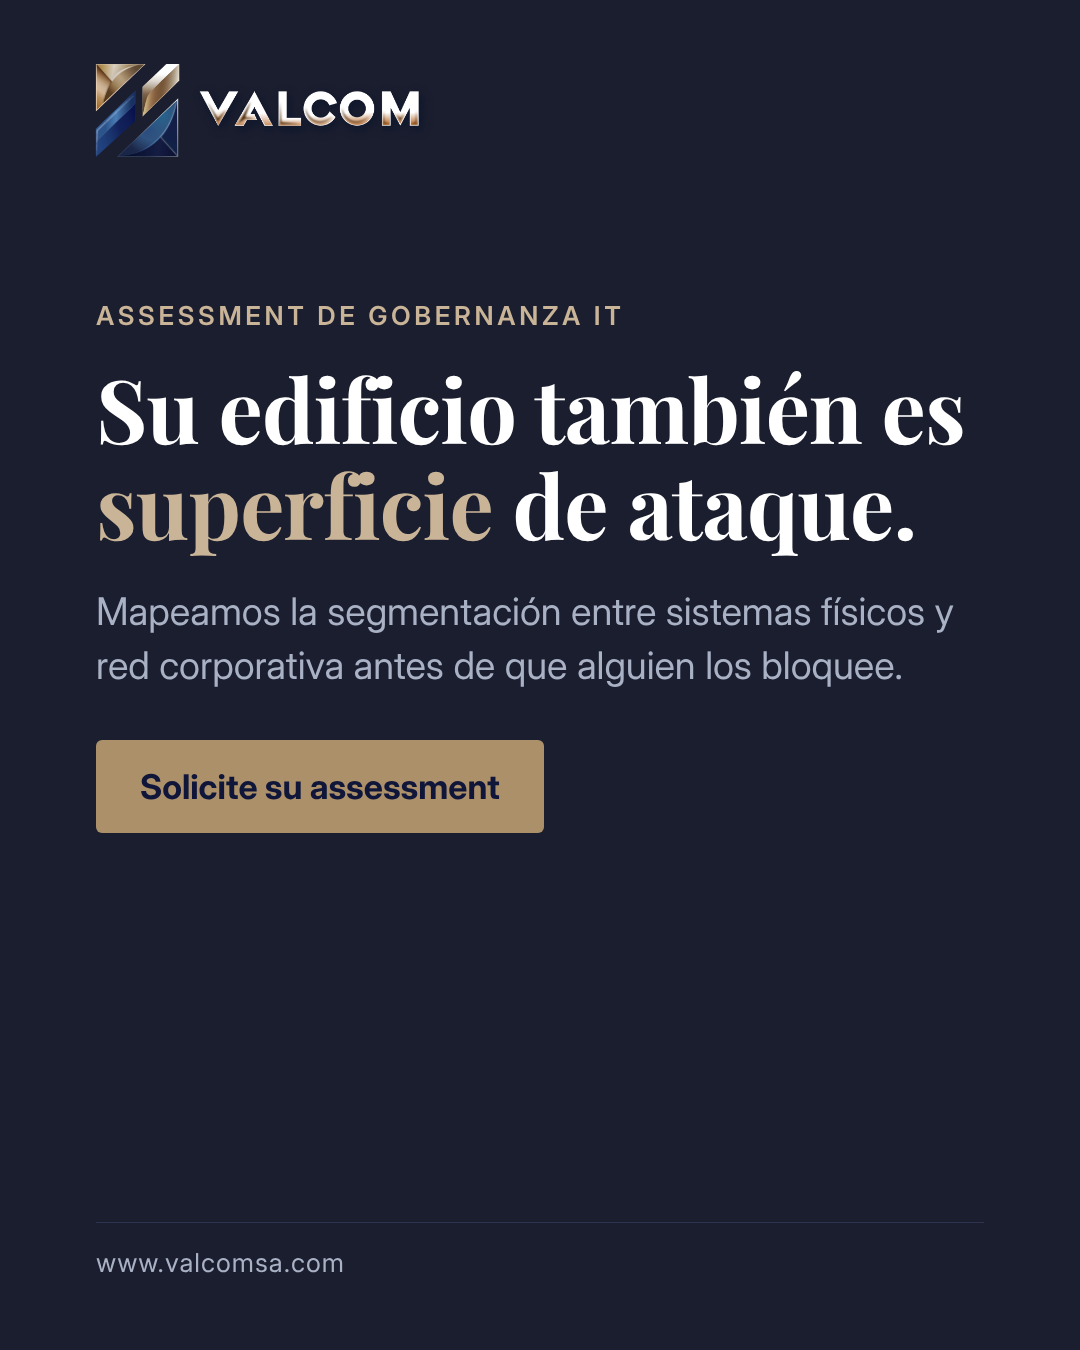 VALCOM
ASSESSMENT DE GOBERNANZA IT
Su edificio también es
superficie de ataque.
Mapeamos la segmentación entre sistemas físicos y
red corporativa antes de que alguien los bloquee.
Solicite su assessment
www.valcomsa.com